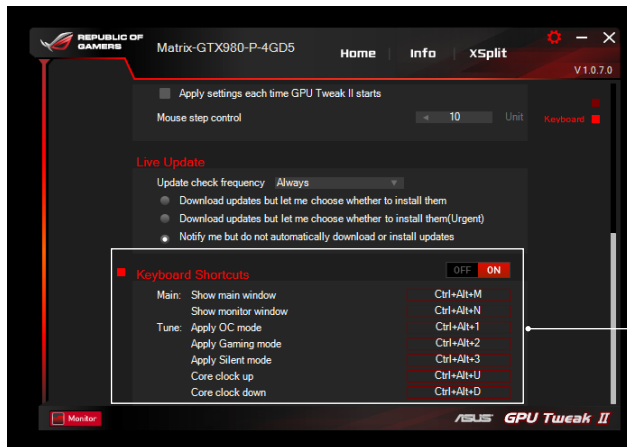 REPUBLIC OF
GAMERS
Matrix-GTX980-P-4GD5
Home
Info
XSplit
V 1.0.7.0
Apply settings each time GPU Tweak II starts
Mouse step control 10 Unit
Keyboard
Live Update
Update check frequency Always
Download updates but let me choose whether to install them
Download updates but let me choose whether to install them(Urgent)
Notify me but do not automatically download or install updates
Keyboard Shortcuts OFF ON
Main: Show main window Ctrl+Alt+M
Show monitor window Ctrl+Alt+N
Tune: Apply OC mode Ctrl+Alt+1
Apply Gaming mode Ctrl+Alt+2
Apply Silent mode Ctrl+Alt+3
Core clock up Ctrl+Alt+U
Core clock down Ctrl+Alt+D
Monitor
ASUS GPU Tweak II